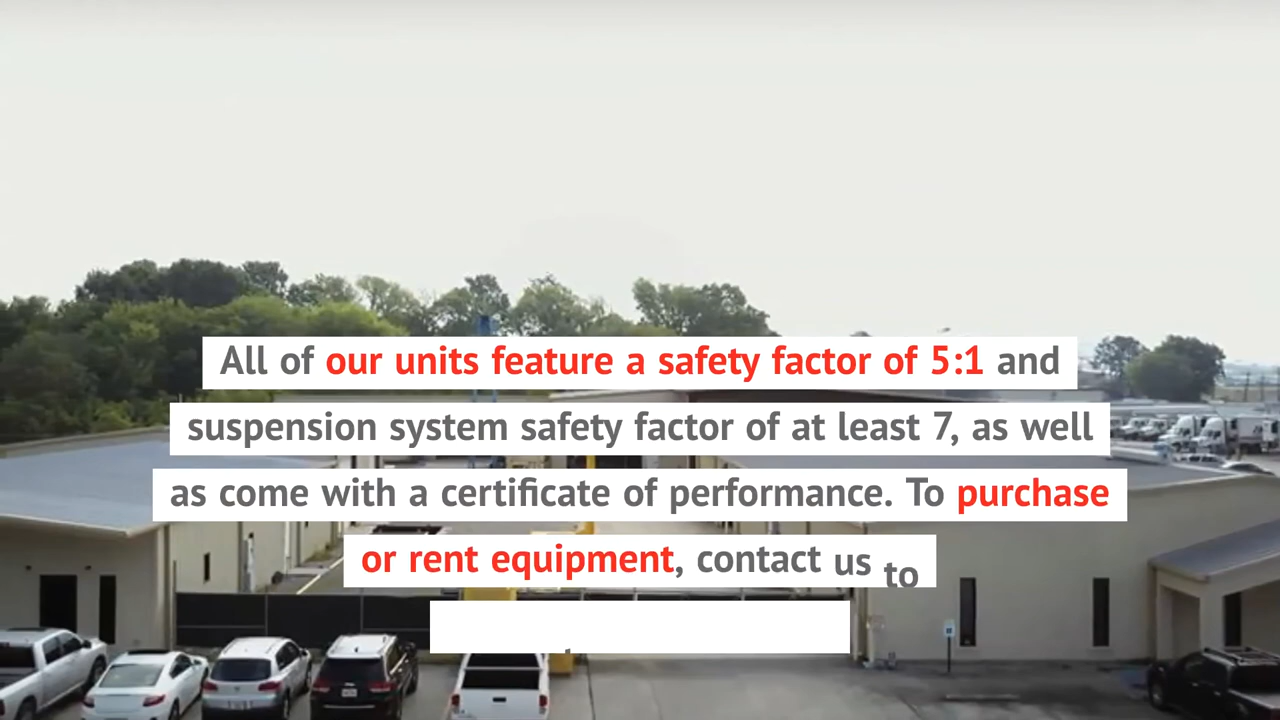 All of our units feature a safety factor of 5:1 and
suspension system safety factor of at least 7, as well
as come with a certificate of performance. To purchase
or rent equipment, contact us to